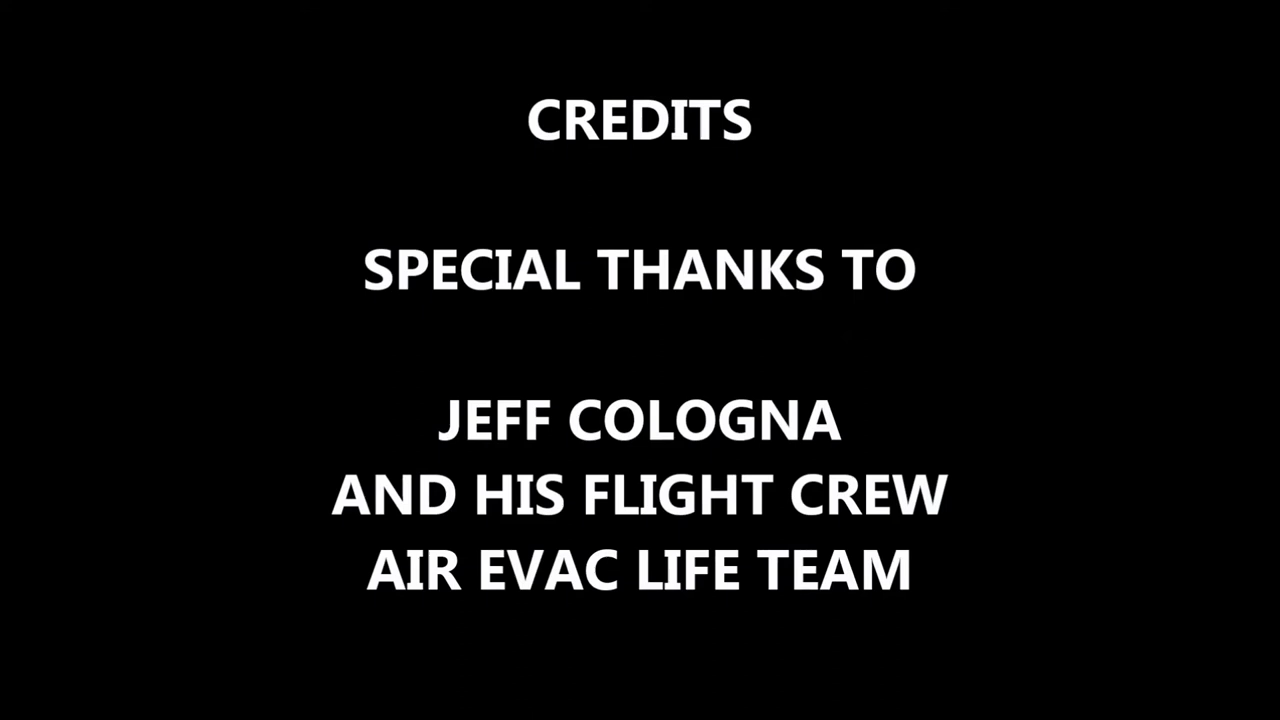 CREDITS
SPECIAL THANKS TO
JEFF COLOGNA
AND HIS FLIGHT CREW
AIR EVAC LIFE TEAM